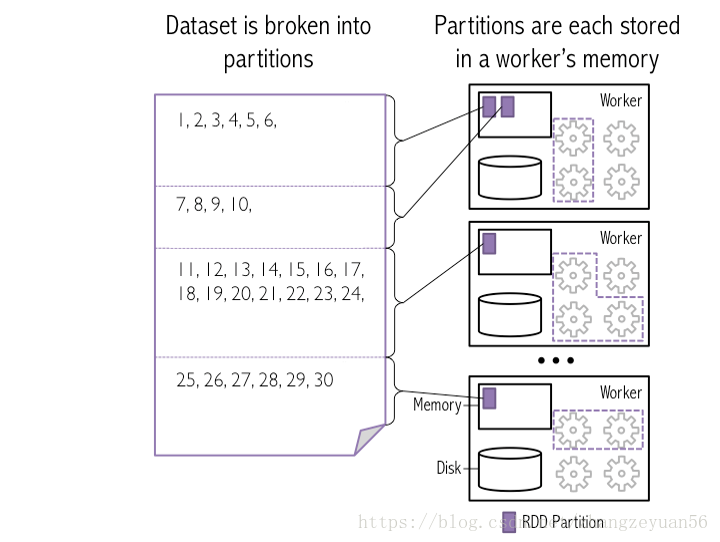 Dataset is broken into
partitions
Partitions are each stored
in a worker's memory
1, 2, 3, 4, 5, 6,
7, 8, 9, 10,
11, 12, 13, 14, 15, 16, 17,
18, 19, 20, 21, 22, 23, 24,
25, 26, 27, 28, 29, 30
Worker
Worker
Worker
Memory
Disk
RDD Partition